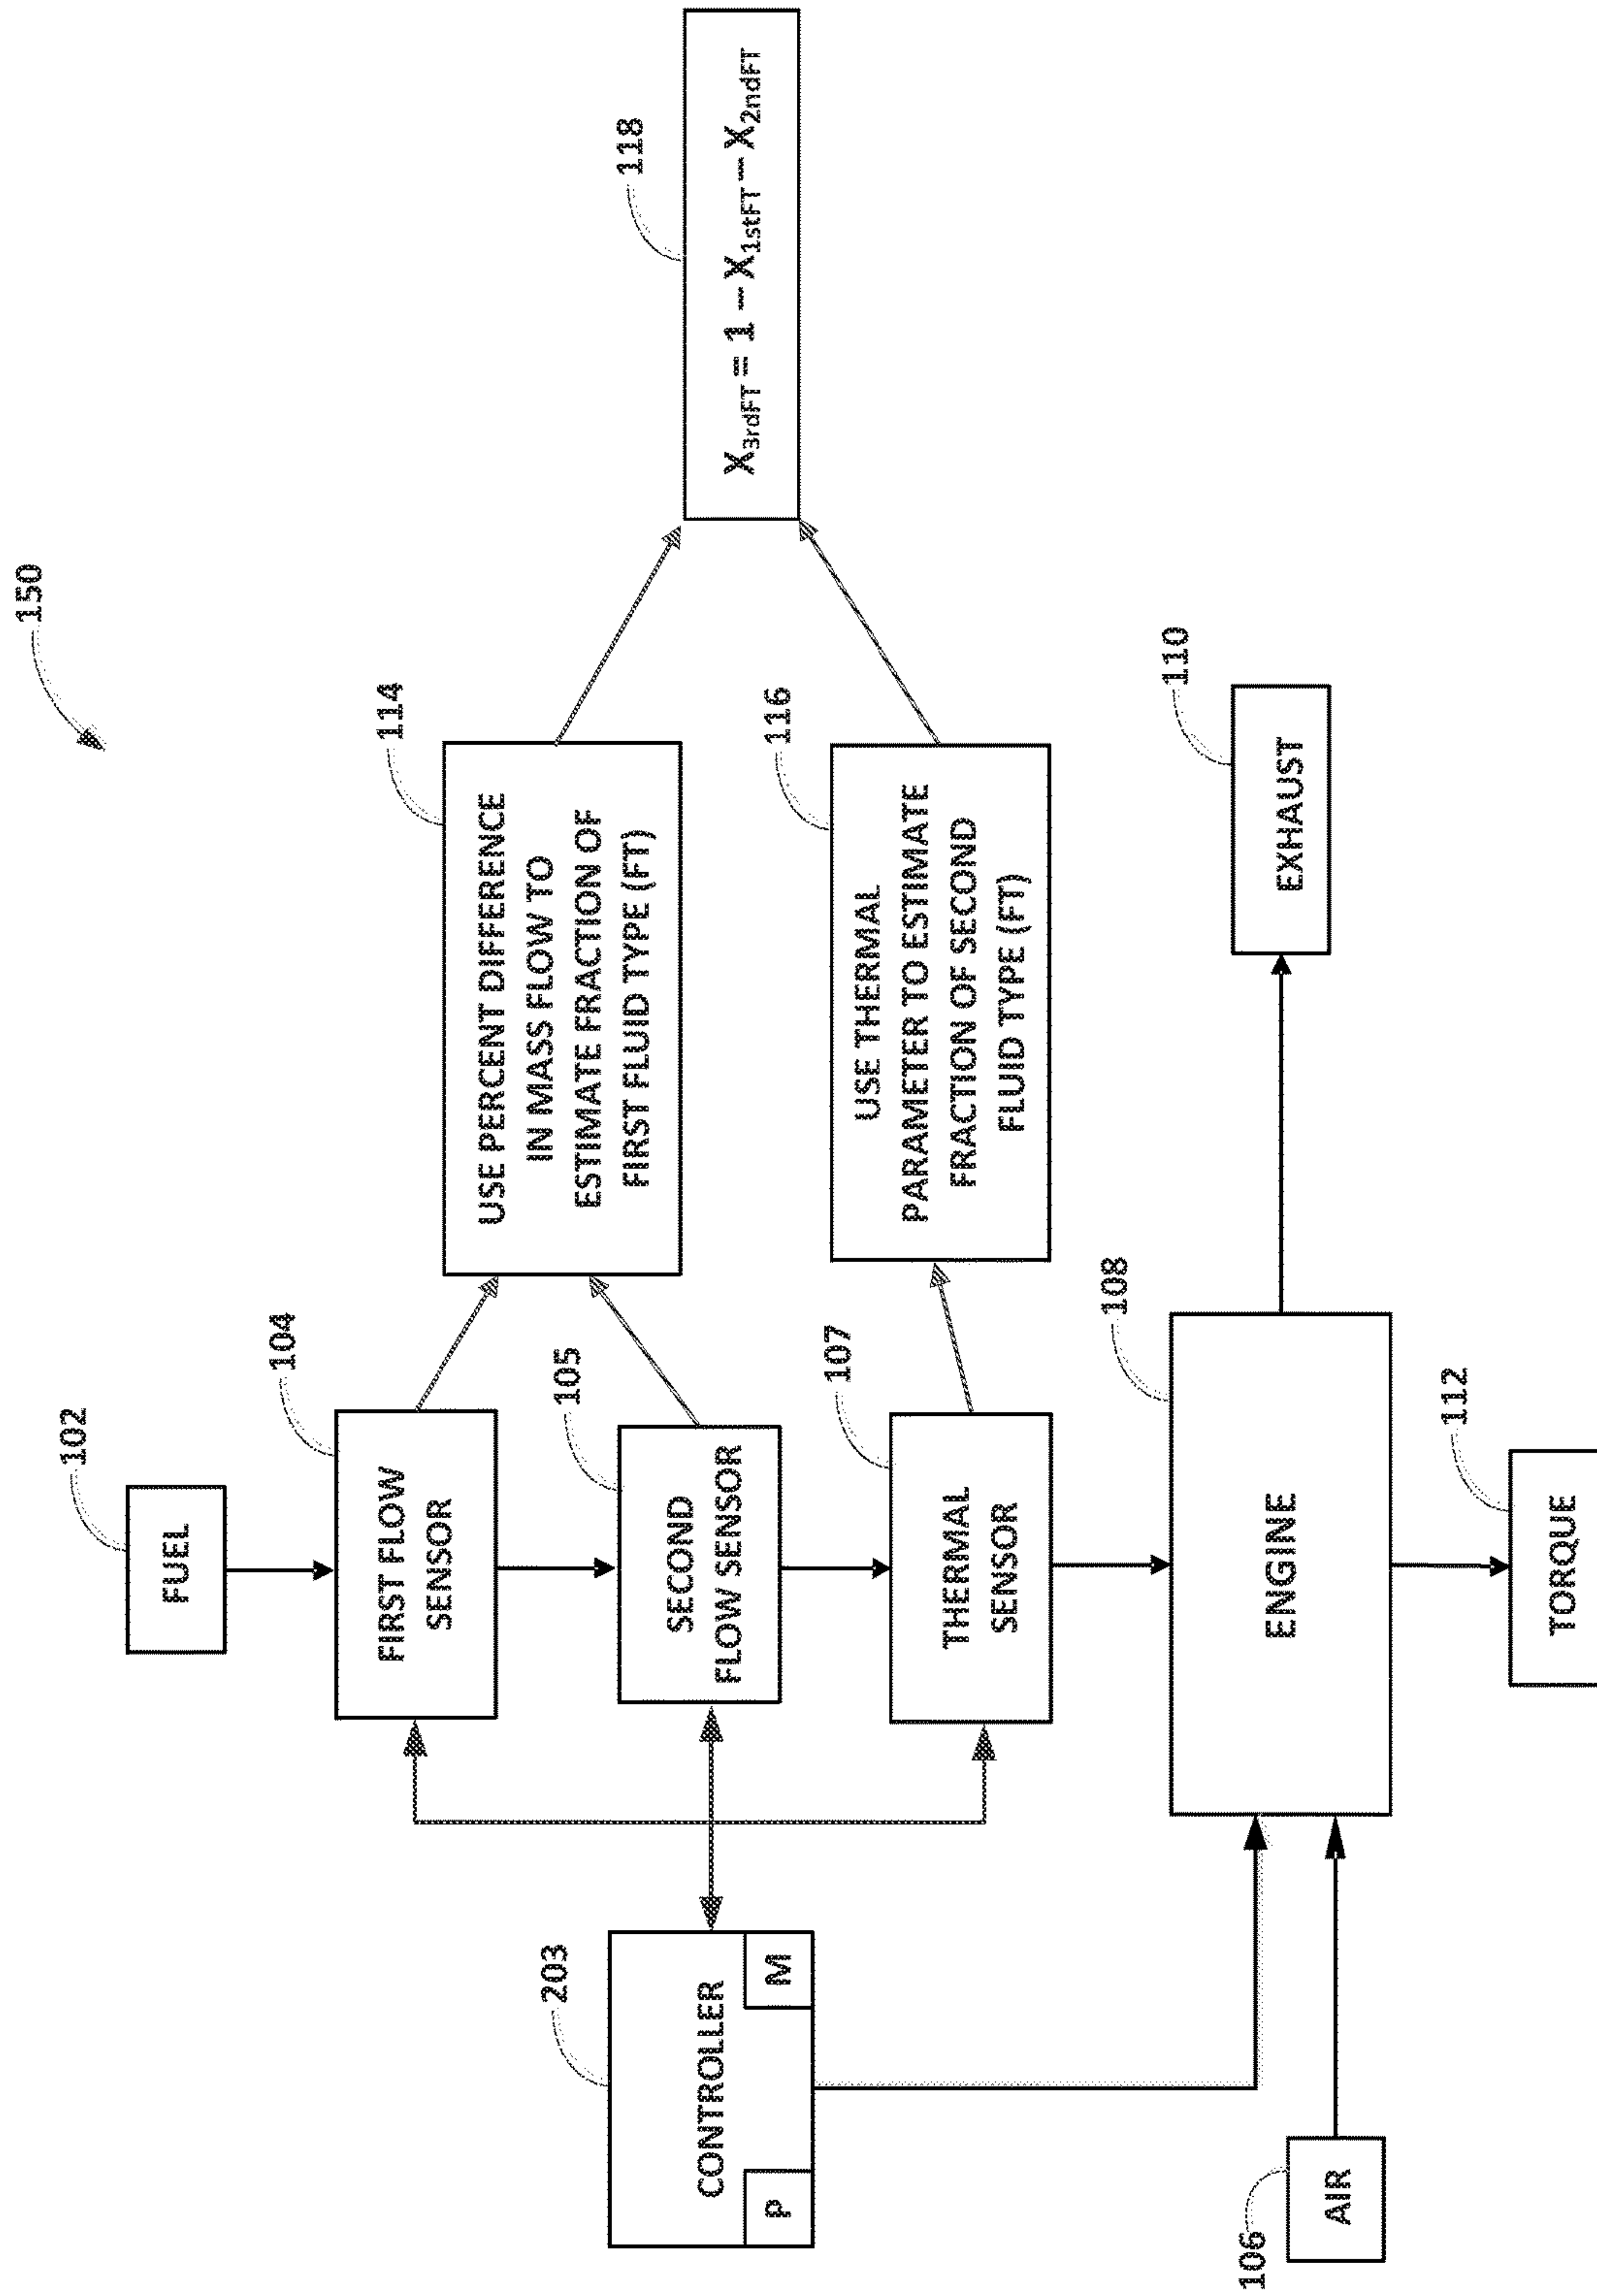 150
102
FUEL
104
FIRST FLOW
SENSOR
105
SECOND
FLOW SENSOR
107
THERMAL
SENSOR
108
ENGINE
112
TORQUE
110
EXHAUST
106
AIR
203
CONTROLLER
P
M
114
USE PERCENT DIFFERENCE
IN MASS FLOW TO
ESTIMATE FRACTION OF
FIRST FLUID TYPE (FT)
116
USE THERMAL
PARAMETER TO ESTIMATE
FRACTION OF SECOND
FLUID TYPE (FT)
118
X3rdFT = 1 − X1stFT − X2ndFT